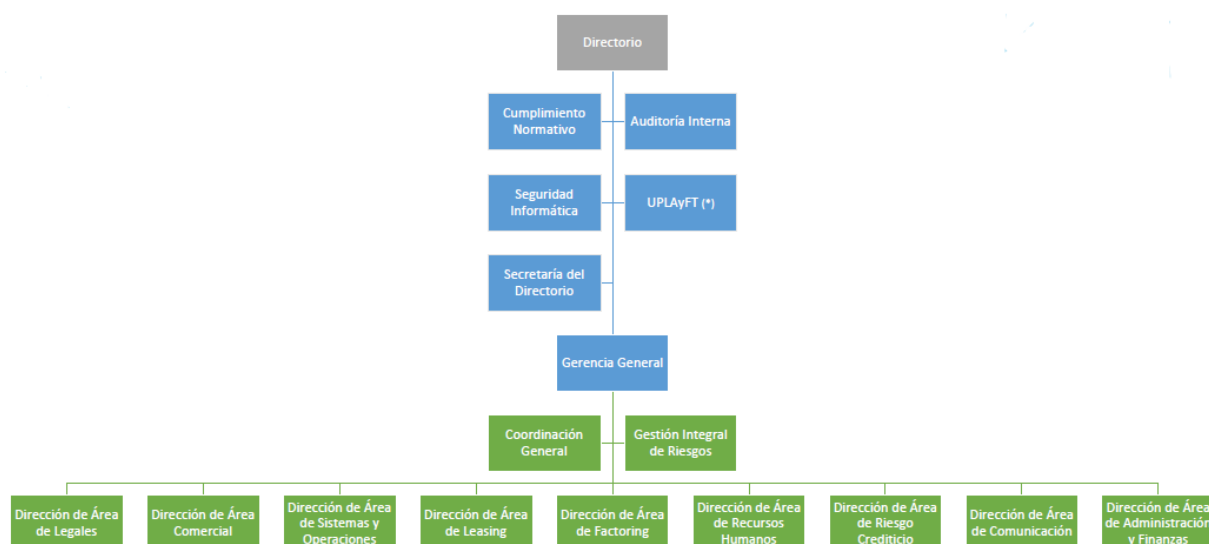 Directorio
Cumplimiento
Normativo
Auditoría Interna
Seguridad
Informática
UPLAyFT (*)
Secretaría del
Directorio
Gerencia General
Coordinación
General
Gestión Integral
de Riesgos
Dirección de Área
de Legales
Dirección de Área
Comercial
Dirección de Área
de Sistemas y
Operaciones
Dirección de Área
de Leasing
Dirección de Área
de Factoring
Dirección de Área
de Recursos
Humanos
Dirección de Área
de Riesgo
Crediticio
Dirección de Área
de Comunicación
Dirección de Área
de Administración
y Finanzas